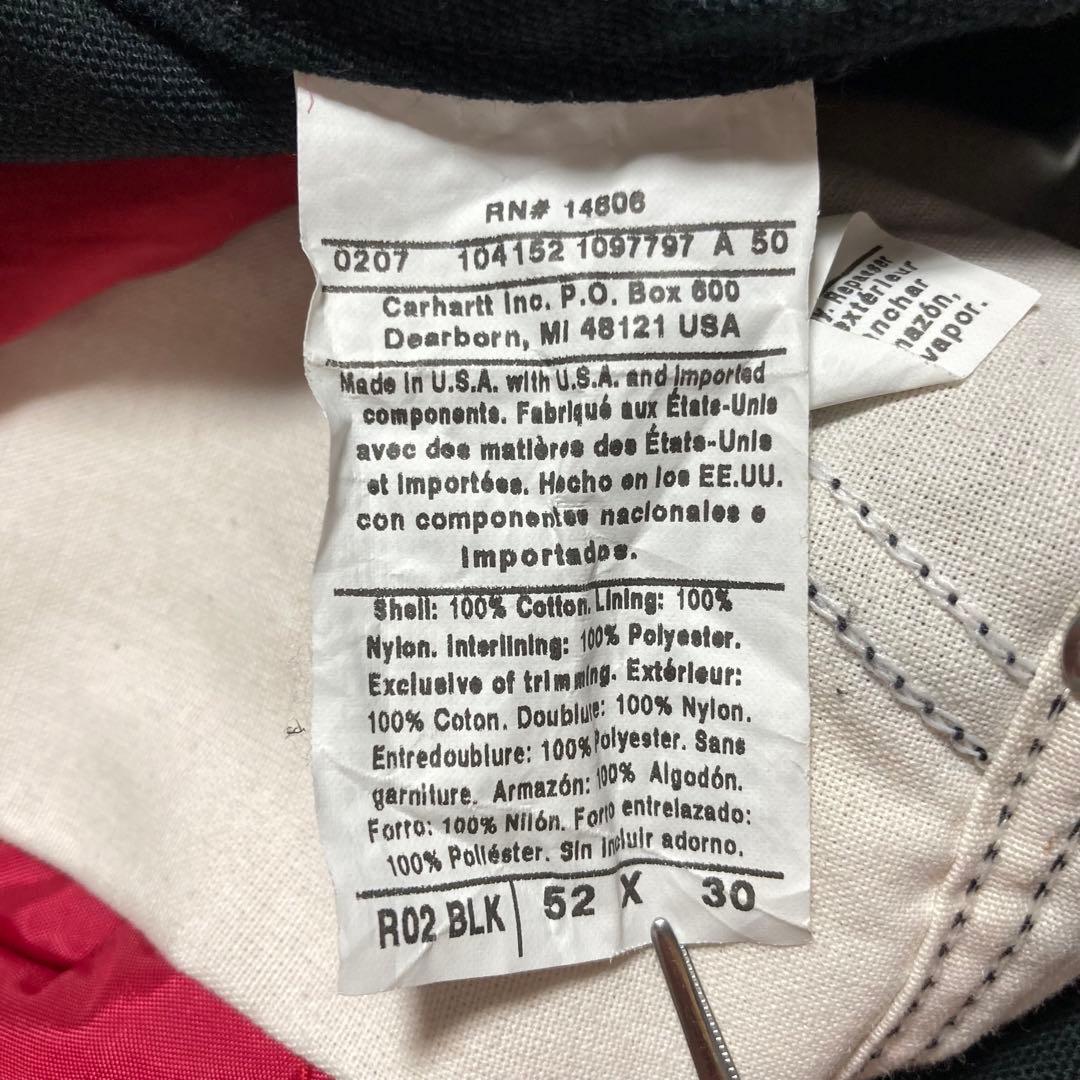 RN# 14806
0207 104152 1097797 A 50
Carhartt Inc. P.O. Box 600
Dearborn, MI 48121 USA
Made in U.S.A. with U.S.A. and Imported
components. Fabriqué aux États-Unis
avec des matières des États-Unis
et Importées. Hecho en los EE.UU.
con componentes nacionales e
Importados.
Shell: 100% Cotton. Lining: 100%
Nylon. Interlining: 100% Polyester.
Exclusive of trimming. Extérieur:
100% Coton. Doublure: 100% Nylon.
Entredoublure: 100% Polyester. Sans
garniture. Armazón: 100% Algodón.
Forro: 100% Nilón. Forro entrelazado:
100% Poliéster. Sin incluir adorno.
R02 BLK 52 X 30
Repasser
extérieur
vapor.